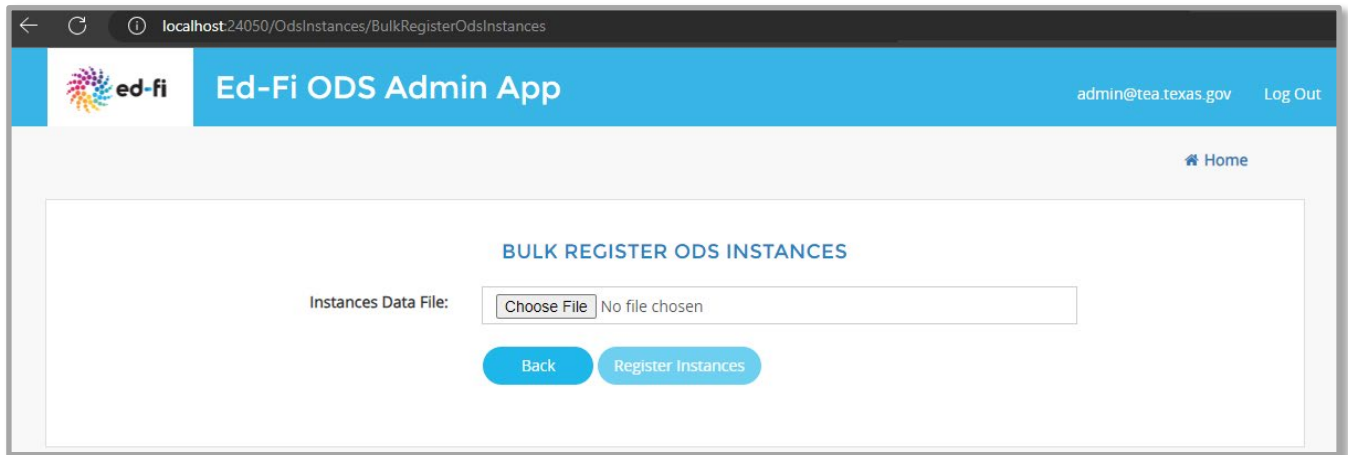 localhost:24050/OdsInstances/BulkRegisterOdsInstances
ed-fi Ed-Fi ODS Admin App admin@tea.texas.gov Log Out
Home
BULK REGISTER ODS INSTANCES
Instances Data File: Choose File No file chosen
Back Register Instances